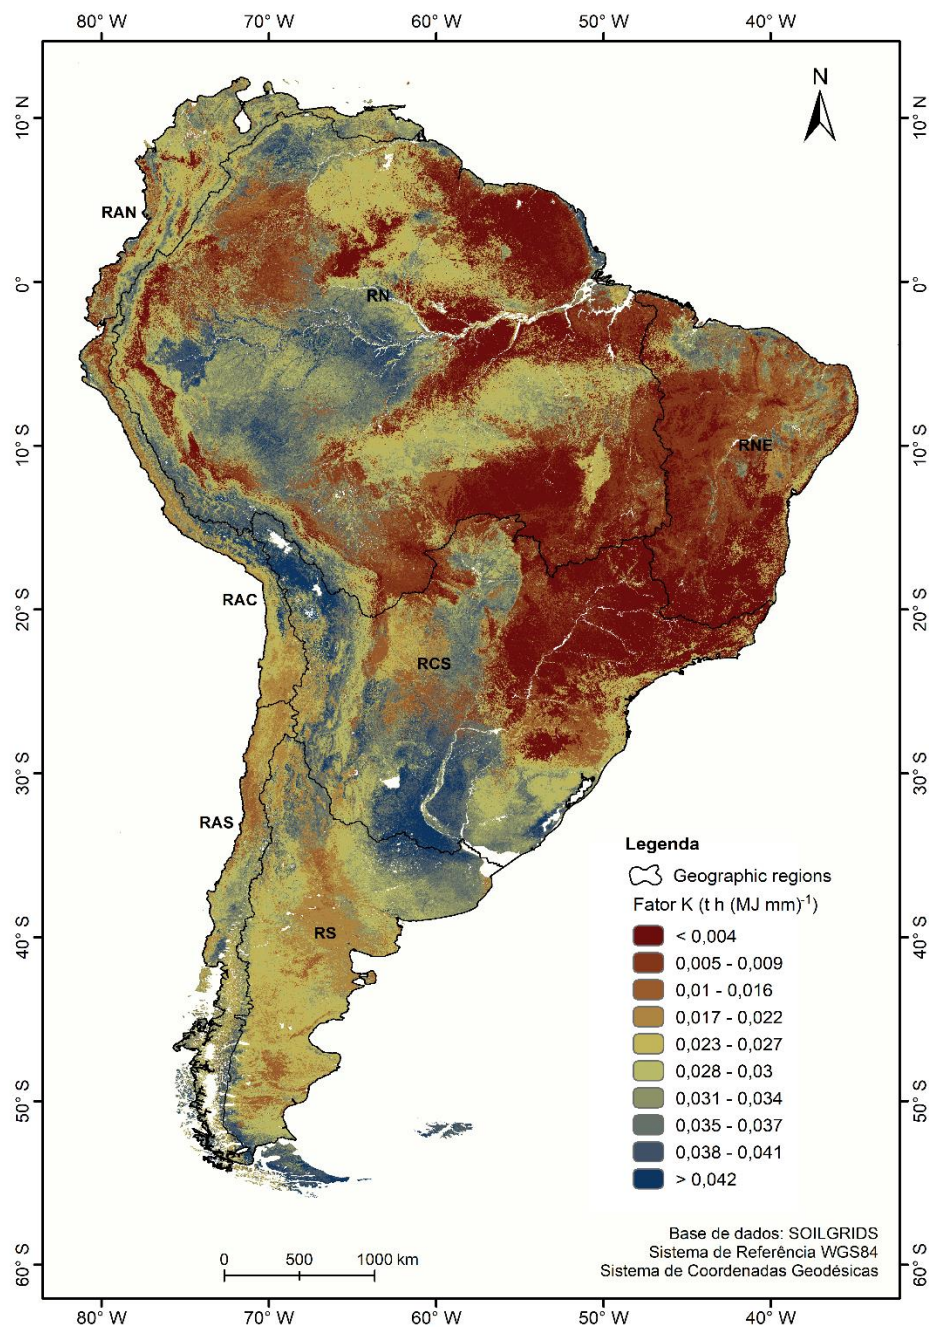 80° W 70° W 60° W 50° W 40° W
N
10° N 10° N
RAN
0° RN 0°
10° S RNE 10° S
RAC
20° S 20° S
RCS
30° S 30° S
RAS
Legenda
Geographic regions
Fator K (t h (MJ mm)⁻¹)
RS
40° S 40° S
< 0,004
0,005 - 0,009
0,01 - 0,016
0,017 - 0,022
0,023 - 0,027
0,028 - 0,03
0,031 - 0,034
0,035 - 0,037
0,038 - 0,041
> 0,042
50° S 50° S
Base de dados: SOILGRIDS
Sistema de Referência WGS84
Sistema de Coordenadas Geodésicas
0 500 1000 km
60° S 60° S
80° W 70° W 60° W 50° W 40° W